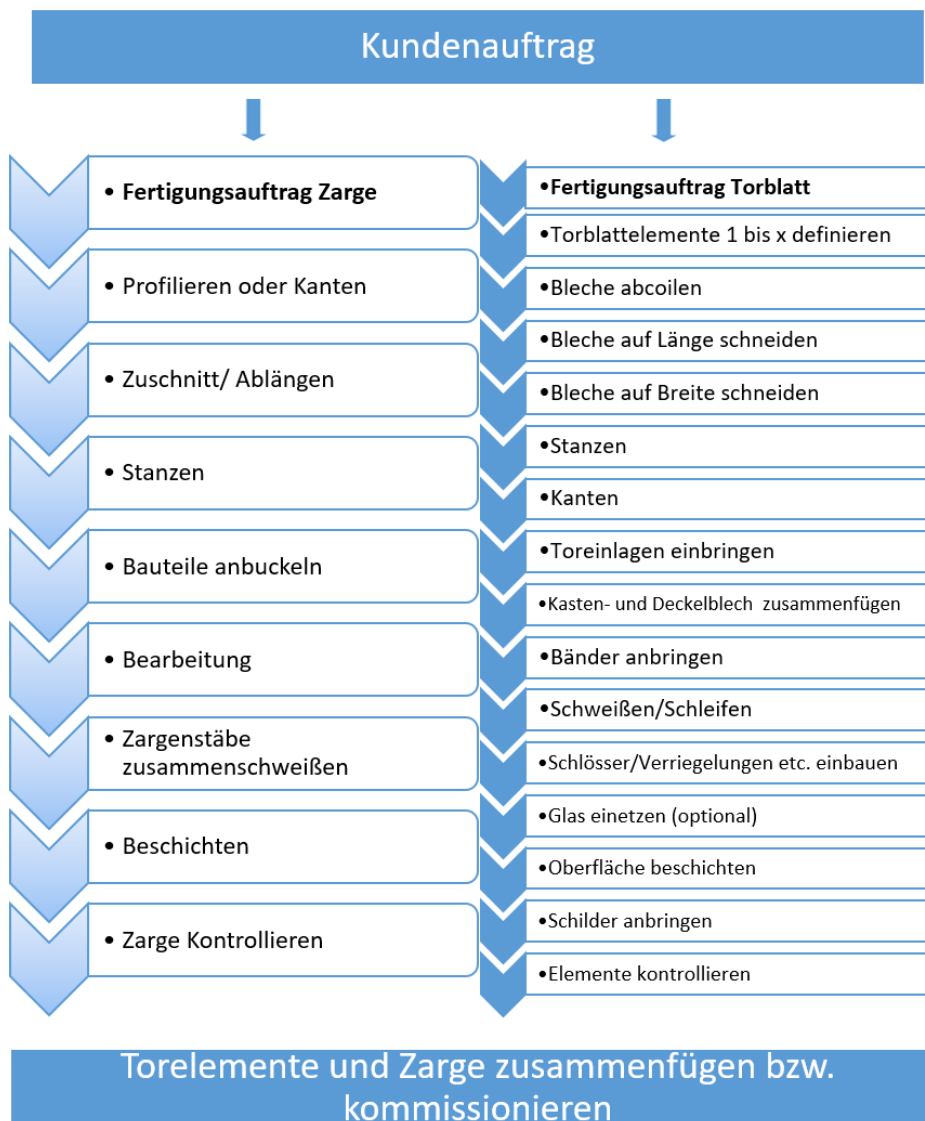 Kundenauftrag
• Fertigungsauftrag Zarge
• Profilieren oder Kanten
• Zuschnitt/ Ablängen
• Stanzen
• Bauteile anbuckeln
• Bearbeitung
• Zargenstäbe
zusammenschweißen
• Beschichten
• Zarge Kontrollieren
•Fertigungsauftrag Torblatt
•Torblattelemente 1 bis x definieren
•Bleche abcoilen
•Bleche auf Länge schneiden
•Bleche auf Breite schneiden
•Stanzen
•Kanten
•Toreinlagen einbringen
•Kasten- und Deckelblech zusammenfügen
•Bänder anbringen
•Schweißen/Schleifen
•Schlösser/Verriegelungen etc. einbauen
•Glas einetzen (optional)
•Oberfläche beschichten
•Schilder anbringen
•Elemente kontrollieren
Torelemente und Zarge zusammenfügen bzw.
kommissionieren